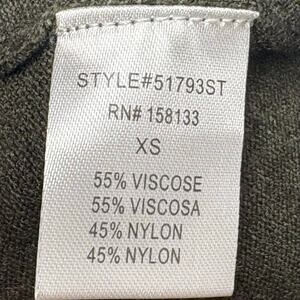 STYLE#51793ST
RN# 158133
XS
55% VISCOSE
55% VISCOSA
45% NYLON
45% NYLON